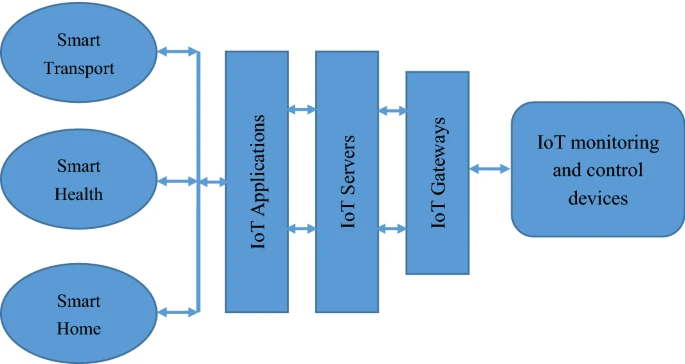 Smart
Transport
Smart
Health
Smart
Home
IoT Applications
IoT Servers
IoT Gateways
IoT monitoring
and control
devices